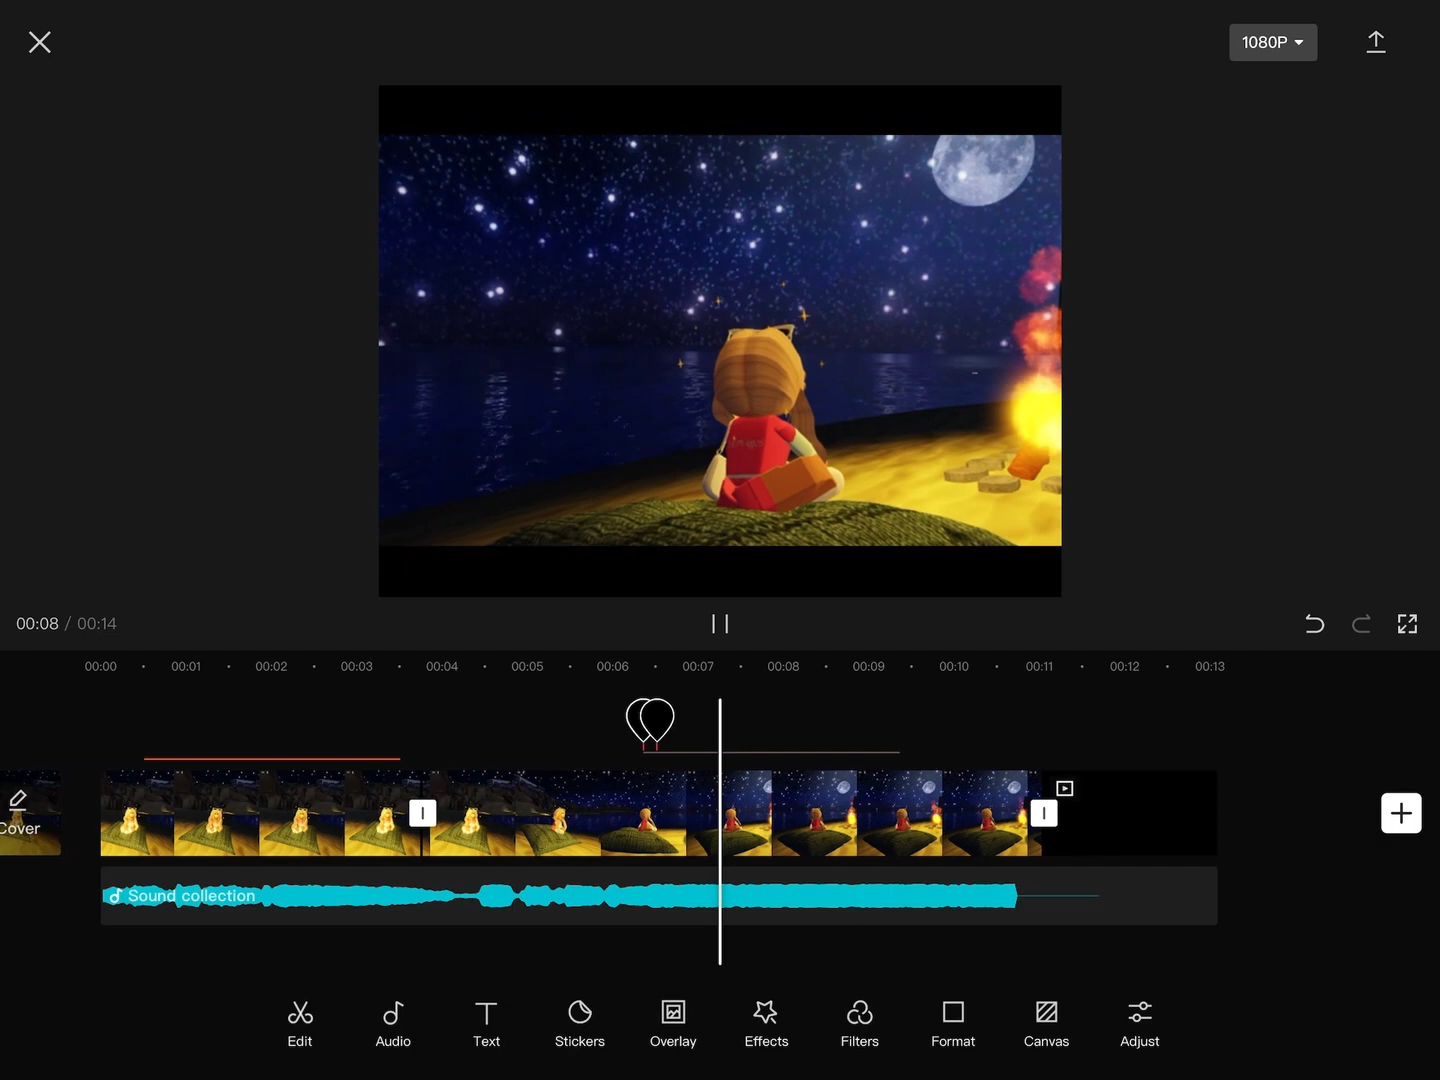 1080P
00:08 / 00:14
00:00 00:01 00:02 00:03 00:04 00:05 00:06 00:07 00:08 00:09 00:10 00:11 00:12 00:13
Cover
Sound collection
Edit Audio Text Stickers Overlay Effects Filters Format Canvas Adjust